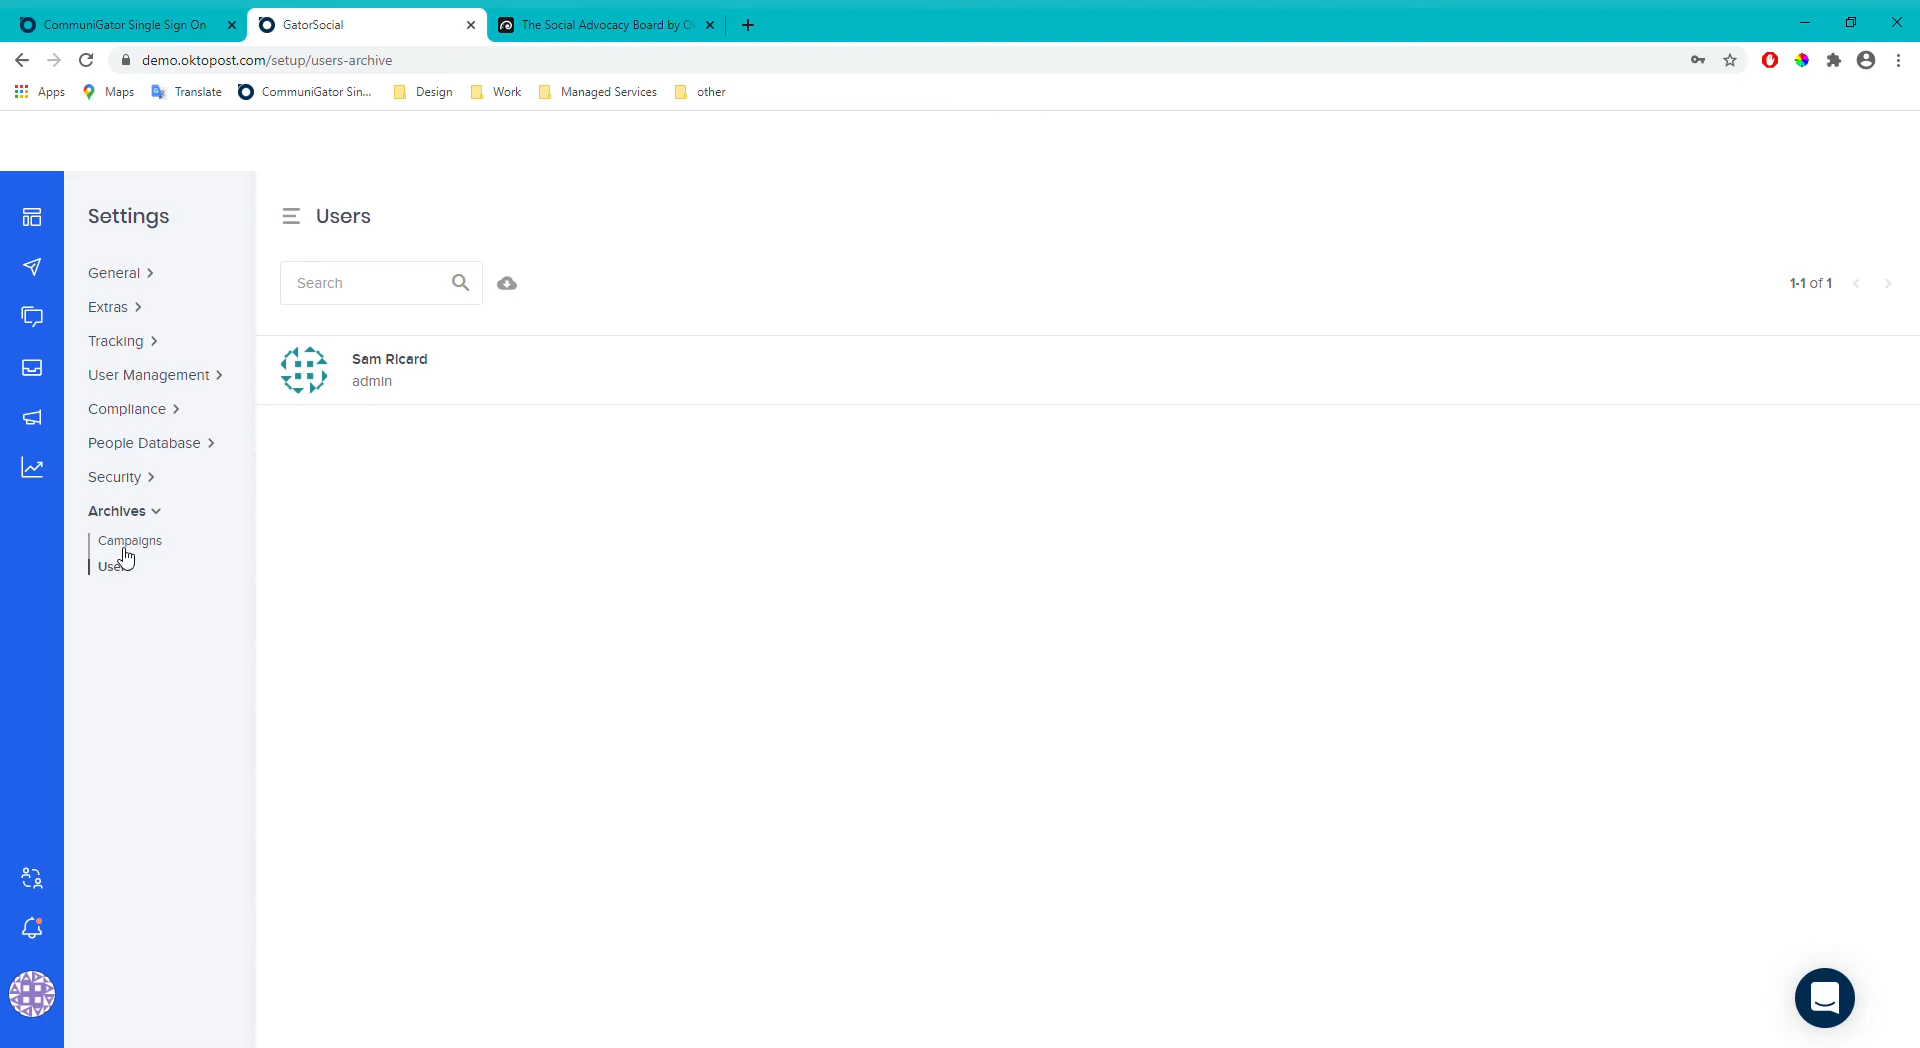 CommuniGator Single Sign On
GatorSocial
The Social Advocacy Board by O
demo.oktopost.com/setup/users-archive
Apps
Maps
Translate
CommuniGator Sin...
Design
Work
Managed Services
other
Settings
General
Extras
Tracking
User Management
Compliance
People Database
Security
Archives
Campaigns
Users
Users
Search
1-1 of 1
Sam Ricard
admin